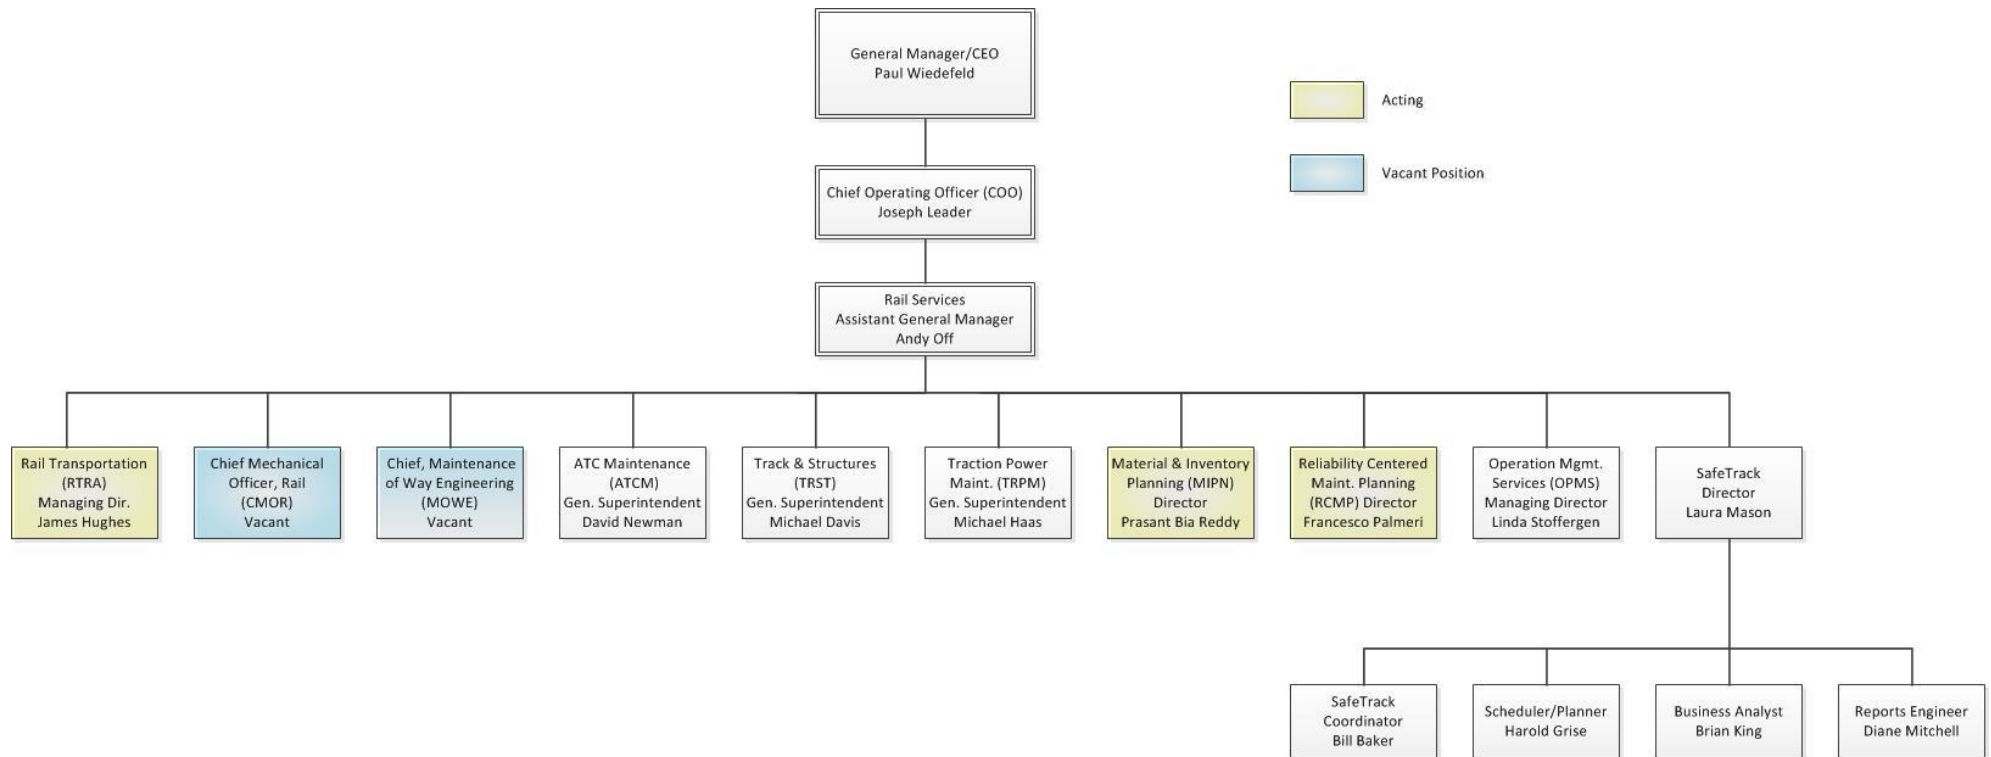 General Manager/CEO
Paul Wiedefeld
Acting
Vacant Position
Chief Operating Officer (COO)
Joseph Leader
Rail Services
Assistant General Manager
Andy Off
Rail Transportation
(RTRA)
Managing Dir.
James Hughes
Chief Mechanical
Officer, Rail
(CMOR)
Vacant
Chief, Maintenance
of Way Engineering
(MOWE)
Vacant
ATC Maintenance
(ATCM)
Gen. Superintendent
David Newman
Track & Structures
(TRST)
Gen. Superintendent
Michael Davis
Traction Power
Maint. (TRPM)
Gen. Superintendent
Michael Haas
Material & Inventory
Planning (MIPN)
Director
Prasant Bia Reddy
Reliability Centered
Maint. Planning
(RCMP) Director
Francesco Palmeri
Operation Mgmt.
Services (OPMS)
Managing Director
Linda Stoffergen
SafeTrack
Director
Laura Mason
SafeTrack
Coordinator
Bill Baker
Scheduler/Planner
Harold Grise
Business Analyst
Brian King
Reports Engineer
Diane Mitchell